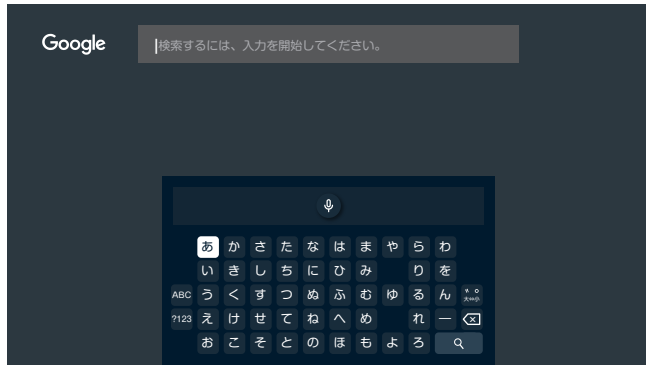 Google
検索するには、入力を開始してください。
あ か さ た な は ま や ら わ
い き し ち に ひ み り を
ABC う く す つ ぬ ふ む ゆ る ん 大⇔小
?123 え け せ て ね へ め れ ー
お こ そ と の ほ も よ ろ